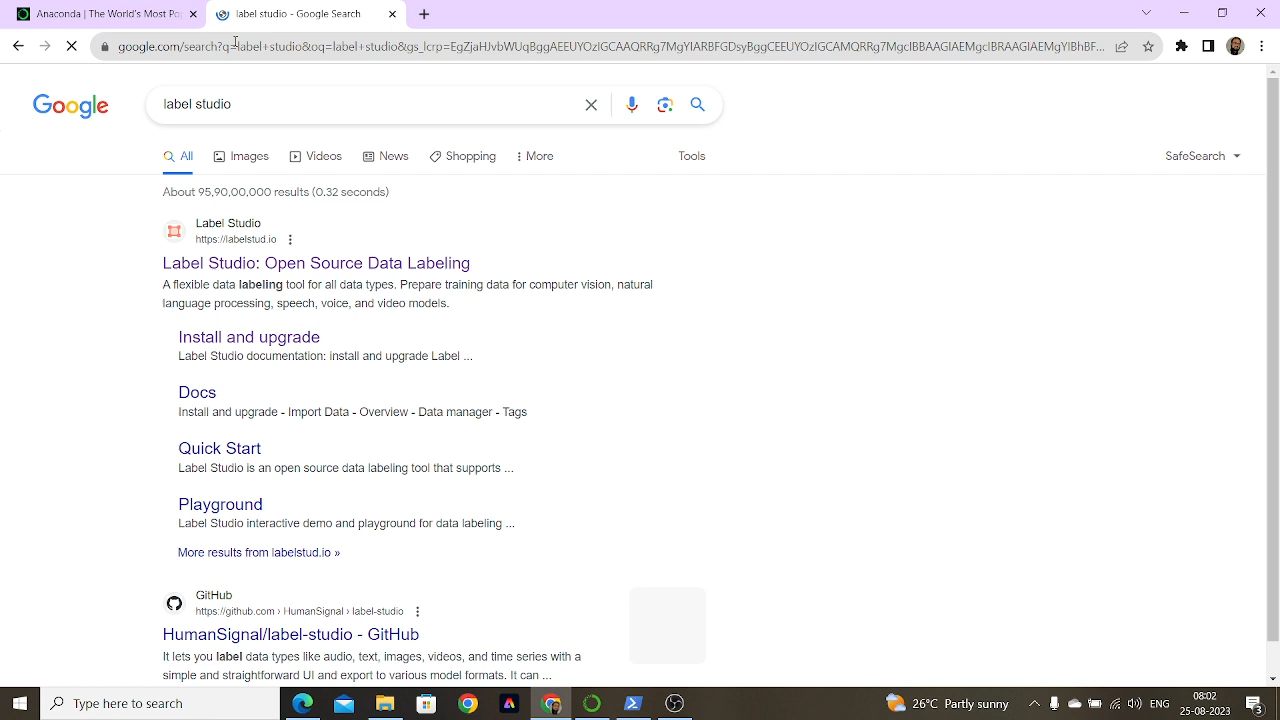 Anaconda | The World's Most Po
label studio - Google Search
google.com/search?q=label+studio&oq=label+studio&gs_lcrp=
Google
label studio
All
Images
Videos
News
Shopping
More
Tools
SafeSearch
About 95,90,00,000 results (0.32 seconds)
Label Studio
https://labelstud.io
Label Studio: Open Source Data Labeling
A flexible data labeling tool for all data types. Prepare training data for computer vision, natural
language processing, speech, voice, and video models.
Install and upgrade
Label Studio documentation: install and upgrade Label ...
Docs
Install and upgrade - Import Data - Overview - Data manager - Tags
Quick Start
Label Studio is an open source data labeling tool that supports ...
Playground
Label Studio interactive demo and playground for data labeling ...
More results from labelstud.io »
GitHub
https://github.com › HumanSignal › label-studio
HumanSignal/label-studio - GitHub
It lets you label data types like audio, text, images, videos, and time series with a
simple and straightforward UI and export to various model formats. It can ...
Type here to search
26°C Partly sunny
ENG
08:02
25-08-2023
3